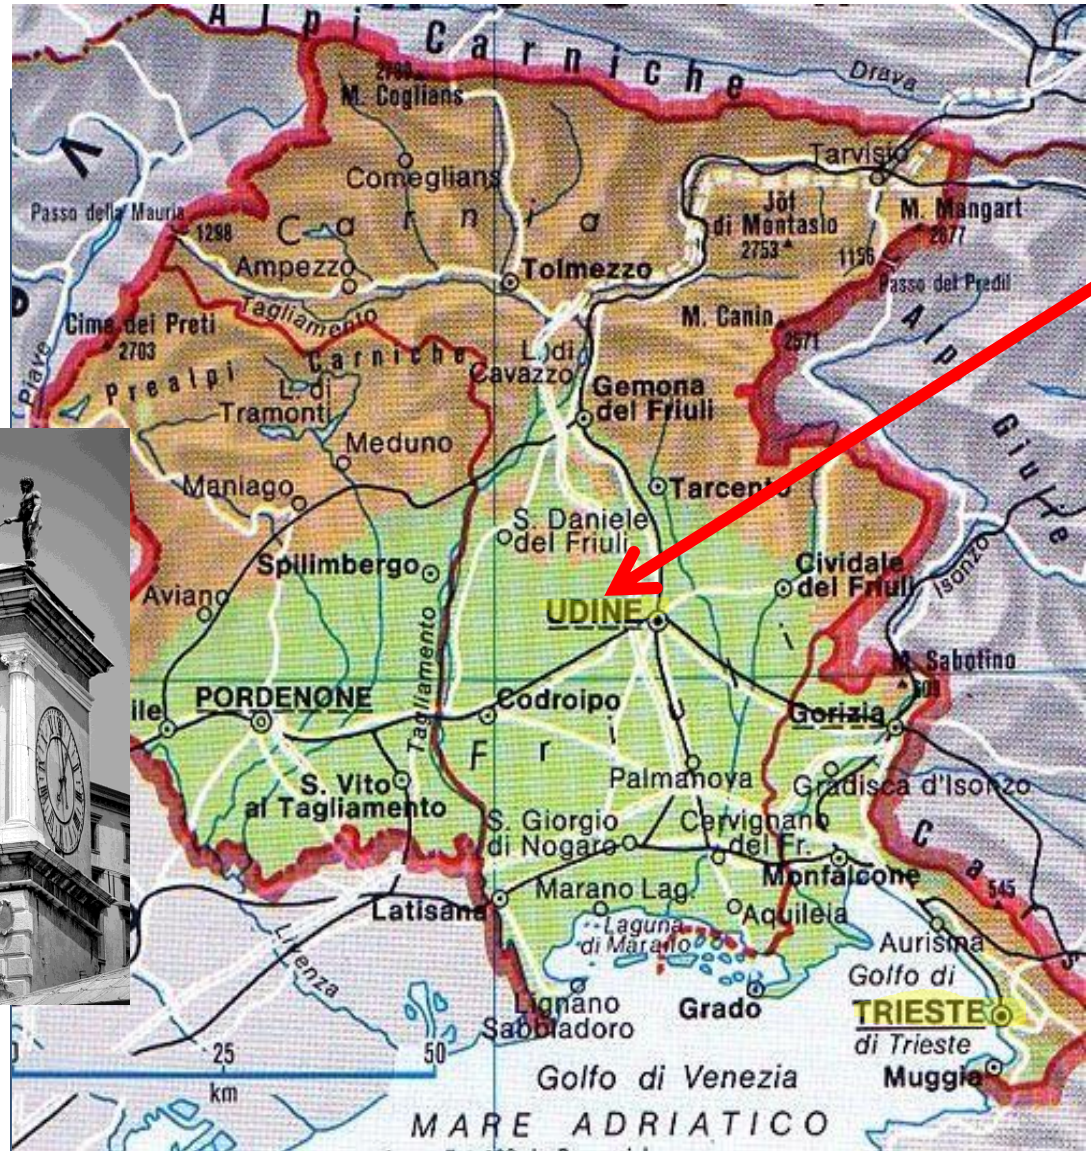 Alpi Carniche
Drava
2780
M. Coglians
Comeglians
Tarvisio
Jôf
di Montasio
2753
M. Mangart
2677
Passo della Mauria
1298
Carnia
1156
Passo del Predil
Ampezzo
Tolmezzo
Tagliamento
Cima dei Preti
2703
M. Canin
2571
Alpi Giulie
Piave
Prealpi Carniche
L. di
Cavazzo
L. di
Tramonti
Gemona
del Friuli
Meduno
Maniago
Tarcento
S. Daniele
del Friuli
Spilimbergo
Cividale
del Friuli
Isonzo
Aviano
UDINE
Tagliamento
M. Sabotino
609
PORDENONE
ile
Codroipo
Gorizia
F r i i
Palmanova
Gradisca d'Isonzo
S. Vito
al Tagliamento
S. Giorgio
di Nogaro
Cervignano
del Fr.
Monfalcone
Cars
545
Latisana
Marano Lag.
Aquileia
Laguna
di Marano
Aurisina
Livenza
Lignano
Sabbiadoro
Grado
Golfo di
TRIESTE
di Trieste
Muggia
0 25 50
km
Golfo di Venezia
MARE ADRIATICO